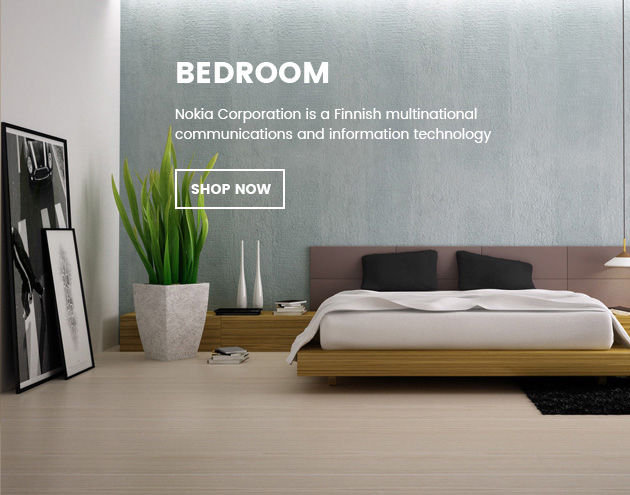 BEDROOM
Nokia Corporation is a Finnish multinational
communications and information technology
SHOP NOW